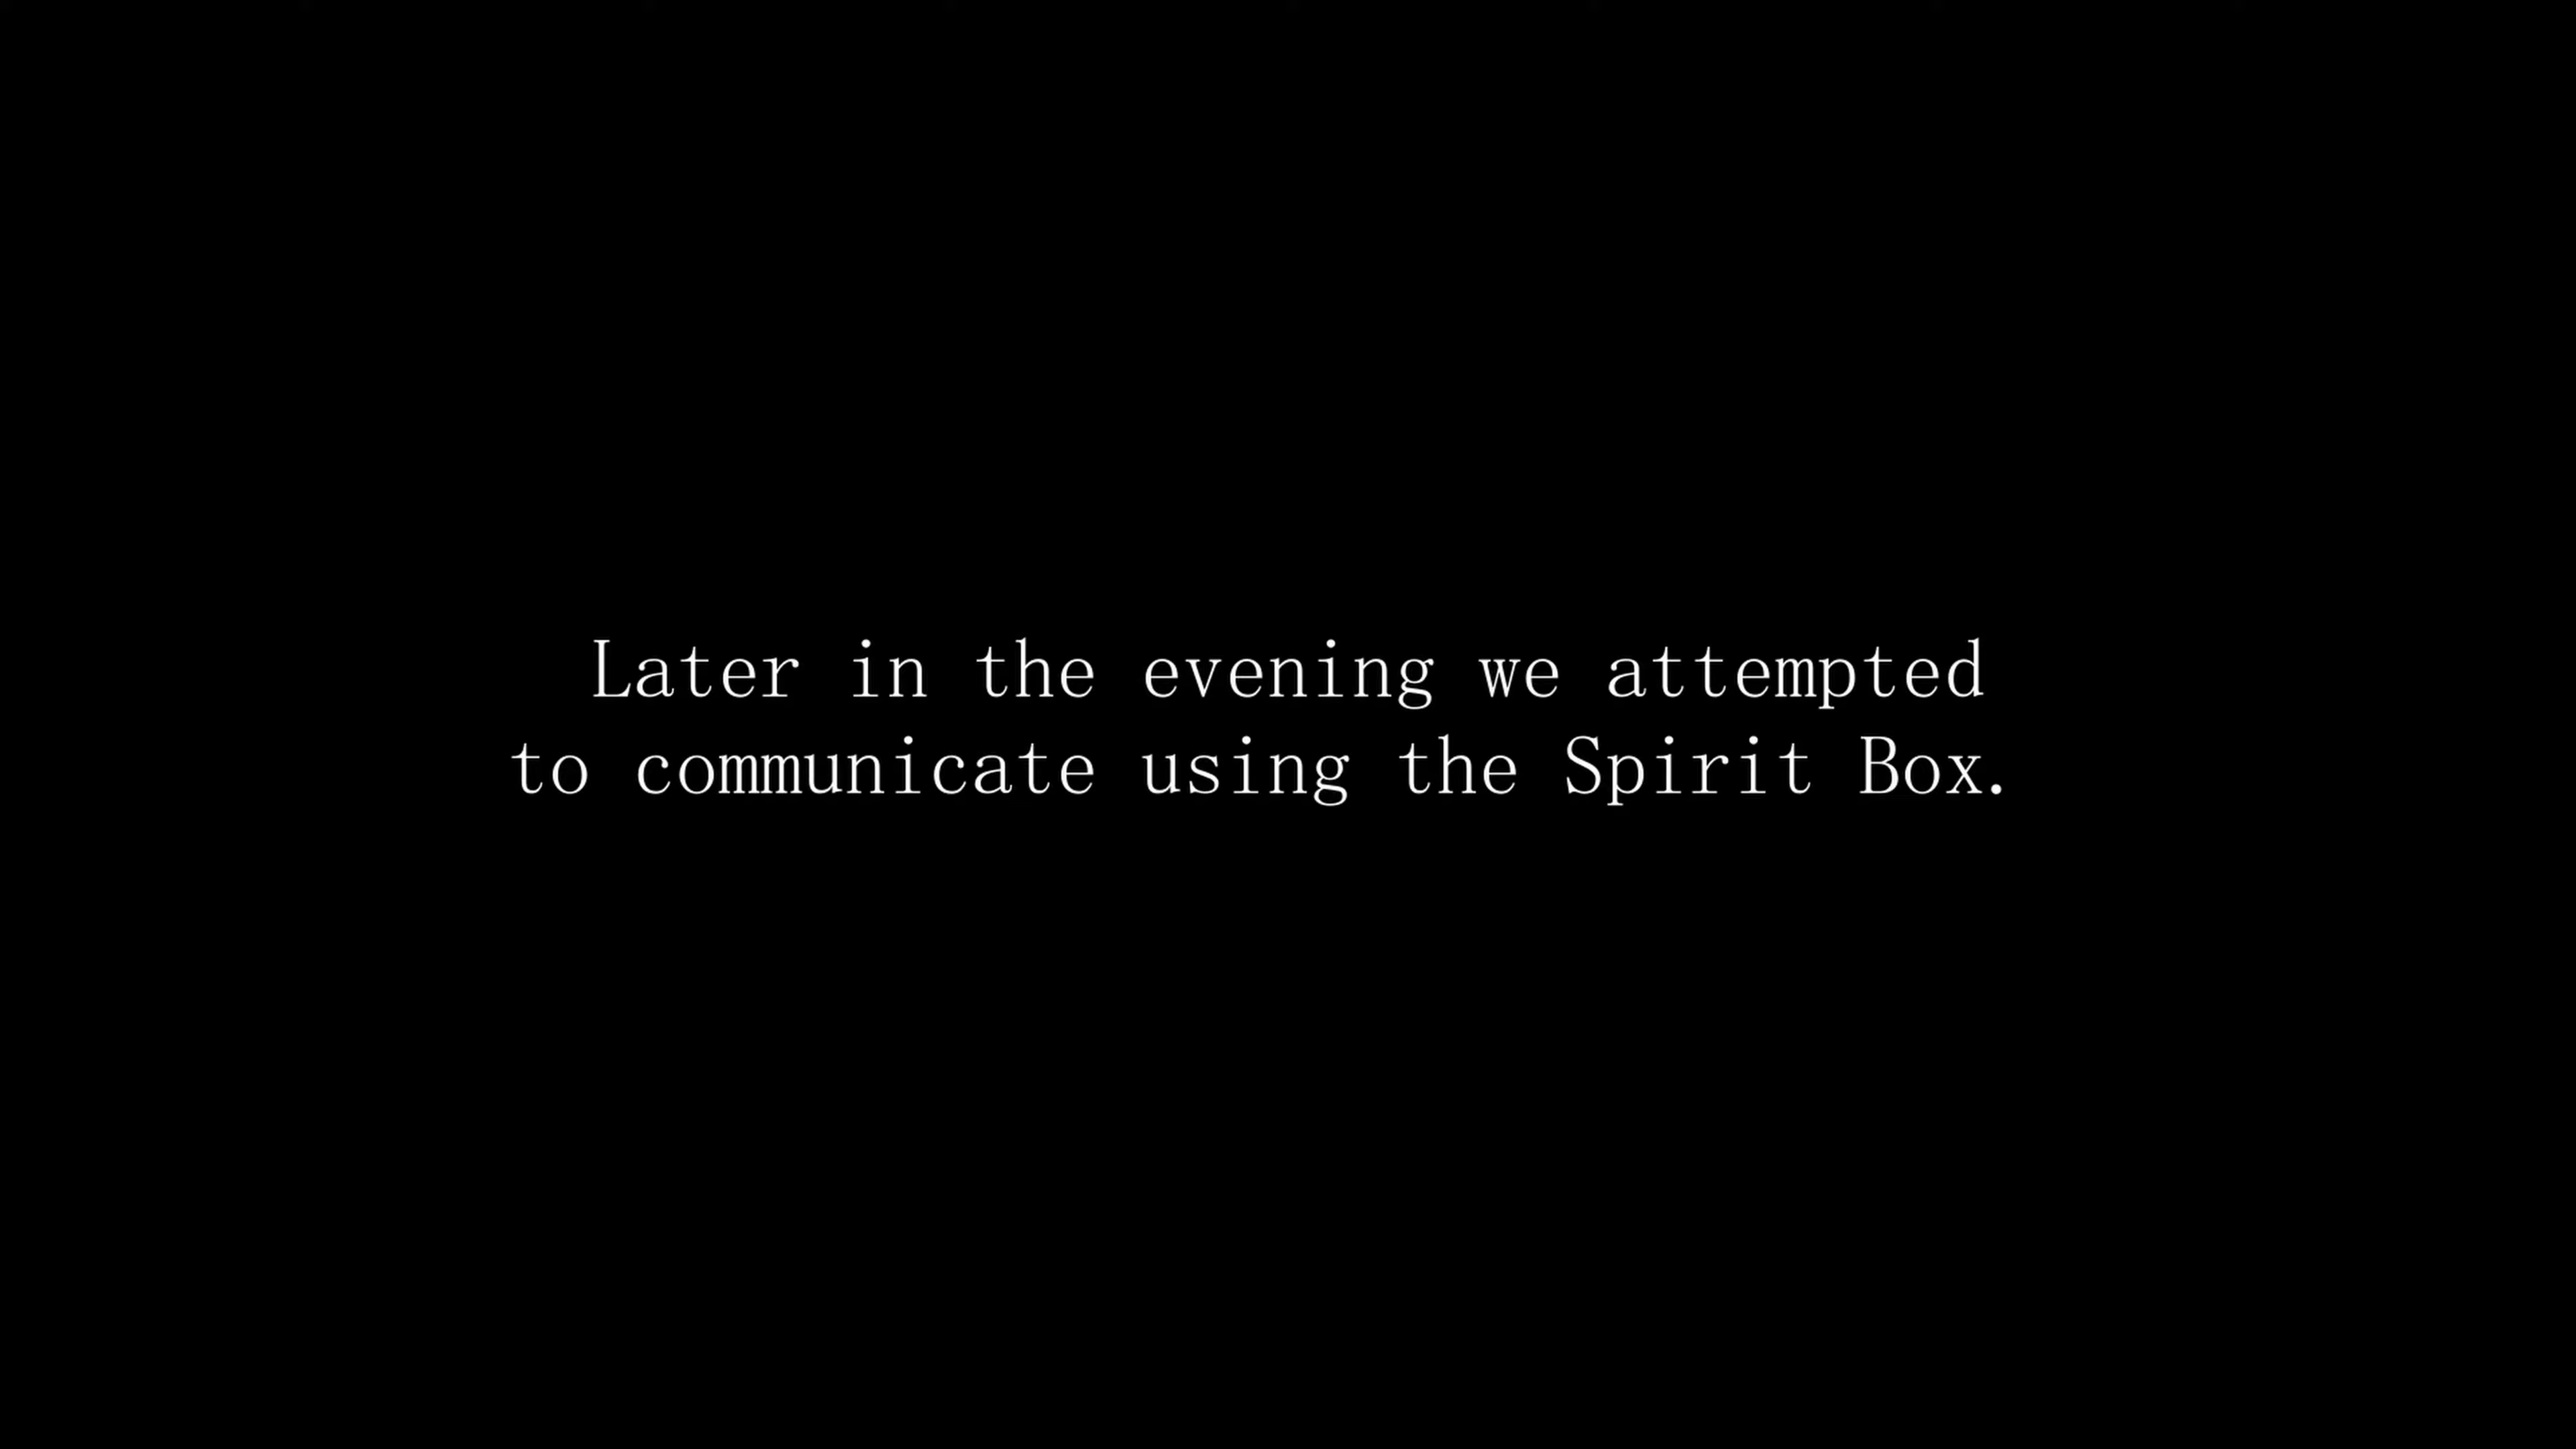 Later in the evening we attempted
to communicate using the Spirit Box.